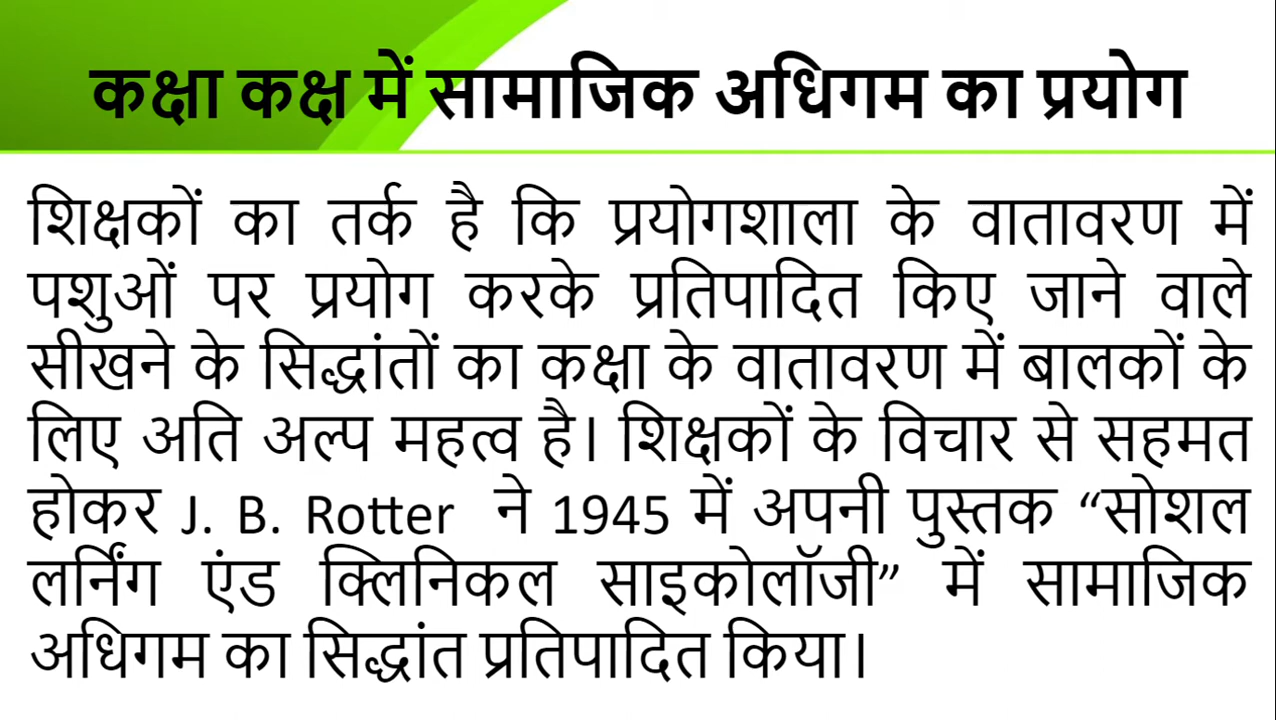 कक्षा कक्ष में सामाजिक अधिगम का प्रयोग
शिक्षकों का तर्क है कि प्रयोगशाला के वातावरण में
पशुओं पर प्रयोग करके प्रतिपादित किए जाने वाले
सीखने के सिद्धांतों का कक्षा के वातावरण में बालकों के
लिए अति अल्प महत्व है। शिक्षकों के विचार से सहमत
होकर J. B. Rotter ने 1945 में अपनी पुस्तक “सोशल
लर्निंग एंड क्लिनिकल साइकोलॉजी” में सामाजिक
अधिगम का सिद्धांत प्रतिपादित किया।